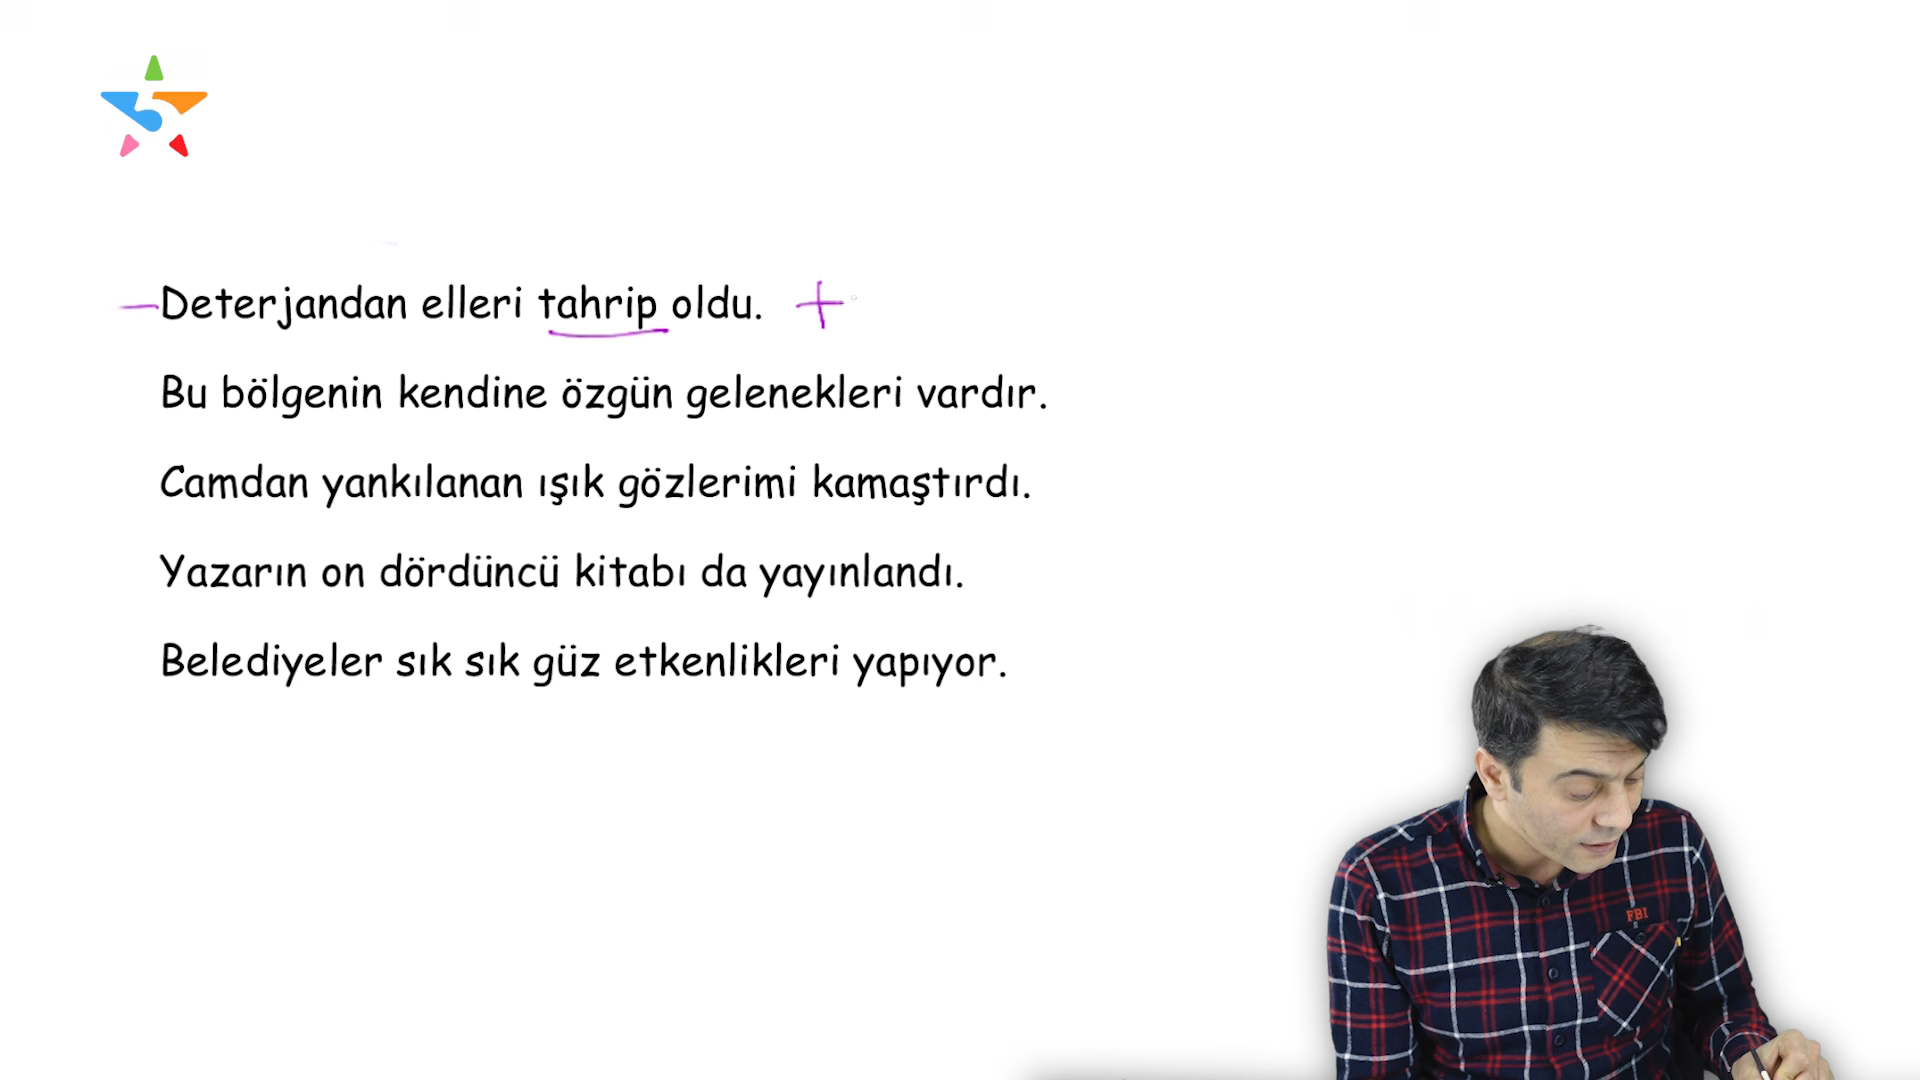 Deterjandan elleri tahrip oldu. +
Bu bölgenin kendine özgün gelenekleri vardır.
Camdan yankılanan ışık gözlerimi kamaştırdı.
Yazarın on dördüncü kitabı da yayınlandı.
Belediyeler sık sık güz etkenlikleri yapıyor.
FBI